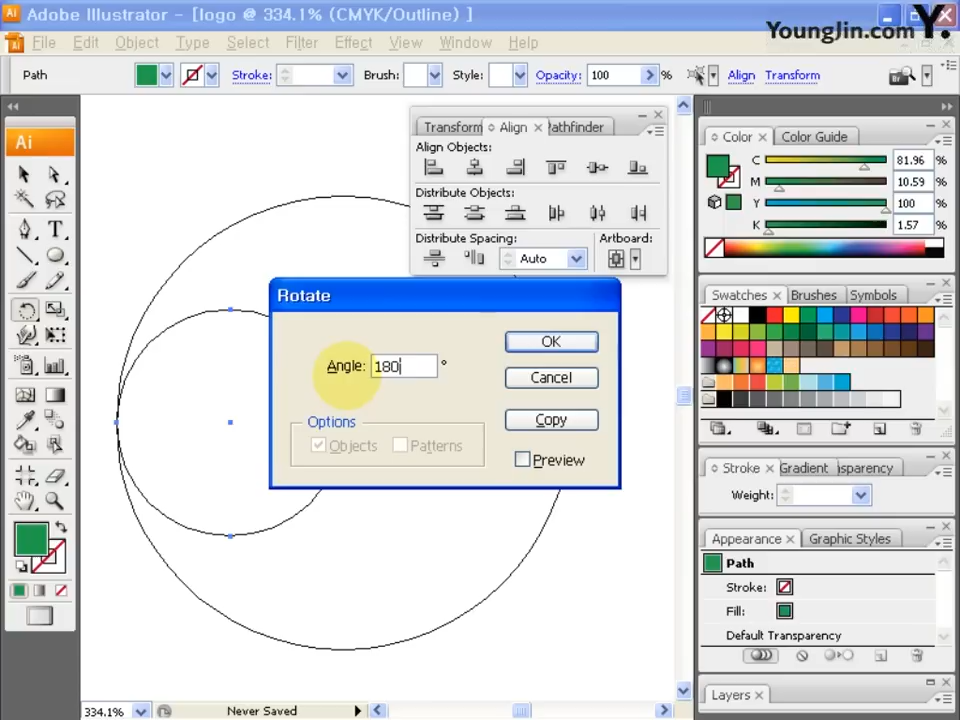 Adobe Illustrator - [logo @ 334.1% (CMYK/Outline) ]
YoungJin.com Y.
File Edit Object Type Select Filter Effect View Window Help
Path Stroke: Brush: Style: Opacity: 100 % Align Transform
Ai
Transform Align Pathfinder
Align Objects:
Distribute Objects:
Distribute Spacing: Artboard:
Auto
Rotate
Angle: 180 °
OK
Cancel
Options
Objects Patterns
Copy
Preview
Color Color Guide
C 81.96 %
M 10.59 %
Y 100 %
K 1.57 %
Swatches Brushes Symbols
Stroke Gradient sparency
Weight:
Appearance Graphic Styles
Path
Stroke:
Fill:
Default Transparency
Layers
334.1% Never Saved